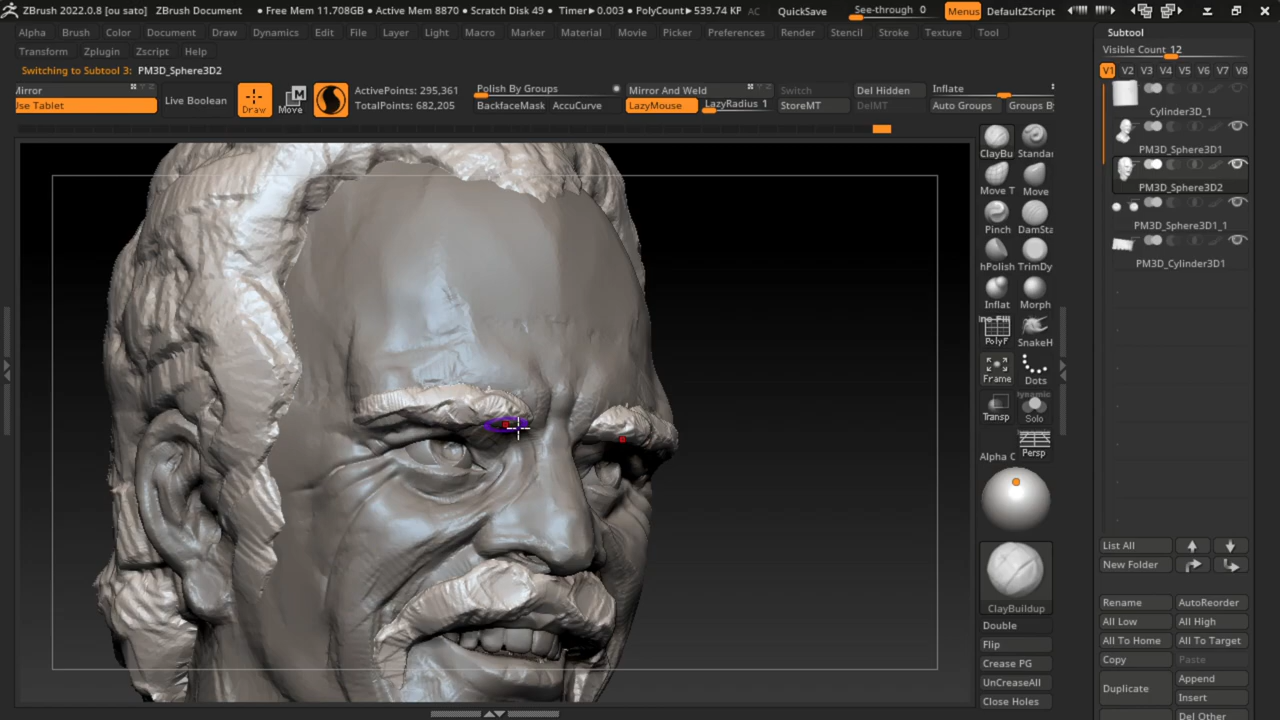 ZBrush 2022.0.8 [ou sato] ZBrush Document • Free Mem 11.708GB • Active Mem 8870 • Scratch Disk 49 • Timer▶0.003 • PolyCount▶539.74 KP AC QuickSave See-through 0 Menus DefaultZScript
Alpha Brush Color Document Draw Dynamics Edit File Layer Light Macro Marker Material Movie Picker Preferences Render Stencil Stroke Texture Tool
Transform Zplugin Zscript Help
Switching to Subtool 3: PM3D_Sphere3D2
Mirror
Use Tablet
Live Boolean
Draw
Move
ActivePoints: 295,361
TotalPoints: 682,205
Polish By Groups
BackfaceMask AccuCurve
Mirror And Weld
LazyMouse LazyRadius 1
Switch
StoreMT
Del Hidden
DelMT
Inflate
Auto Groups Groups By
ClayBu Standa
Move T Move
Pinch DamSta
hPolish TrimDy
Inflat Morph
PolyF SnakeH
Frame Dots
Transp Dynamic
Solo
Alpha C Persp
ClayBuildup
Double
Flip
Crease PG
UnCreaseAll
Close Holes
Subtool
Visible Count 12
V1 V2 V3 V4 V5 V6 V7 V8
Cylinder3D_1
PM3D_Sphere3D1
PM3D_Sphere3D2
PM3D_Sphere3D1_1
PM3D_Cylinder3D1
List All
New Folder
Rename AutoReorder
All Low All High
All To Home All To Target
Copy Paste
Duplicate Append
Insert
Del Other